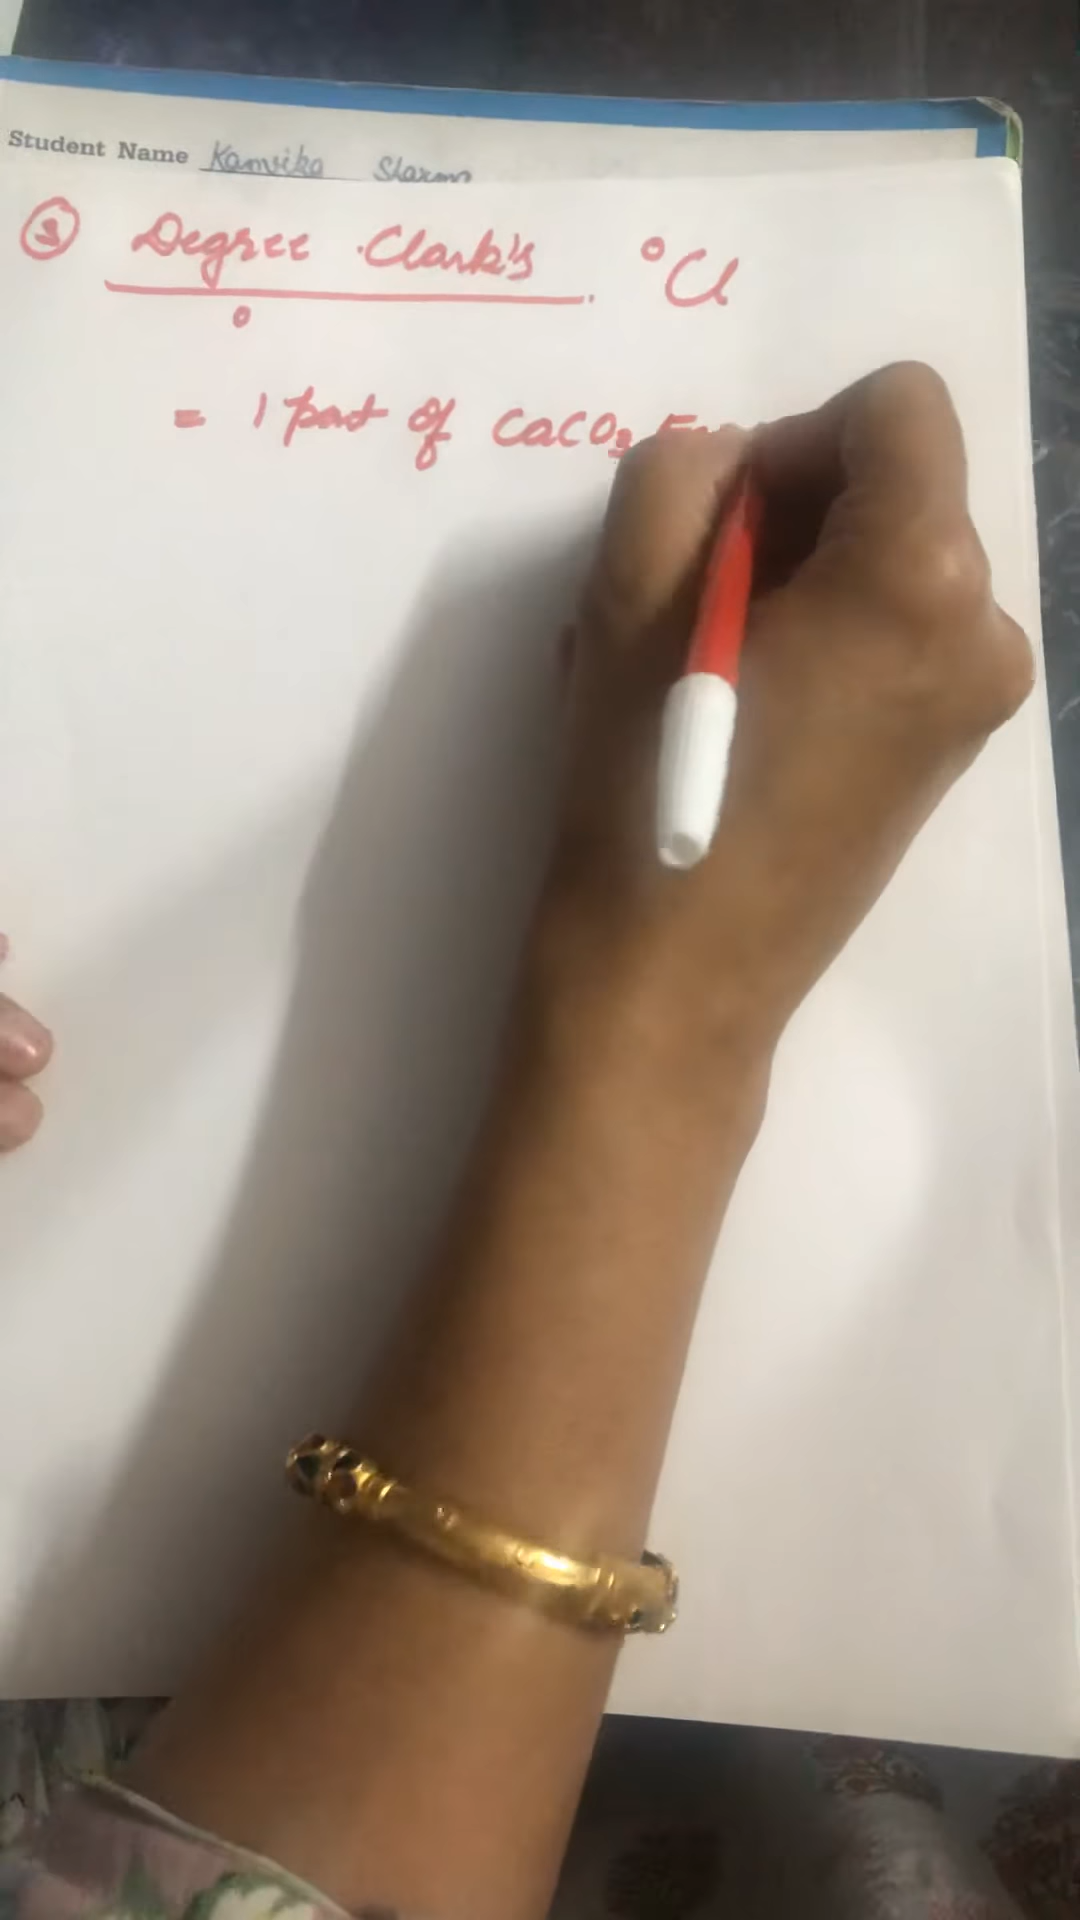 Student Name Kanvika Sharma
③ Degree Clark's °Cl
= 1 part of CaCO₃